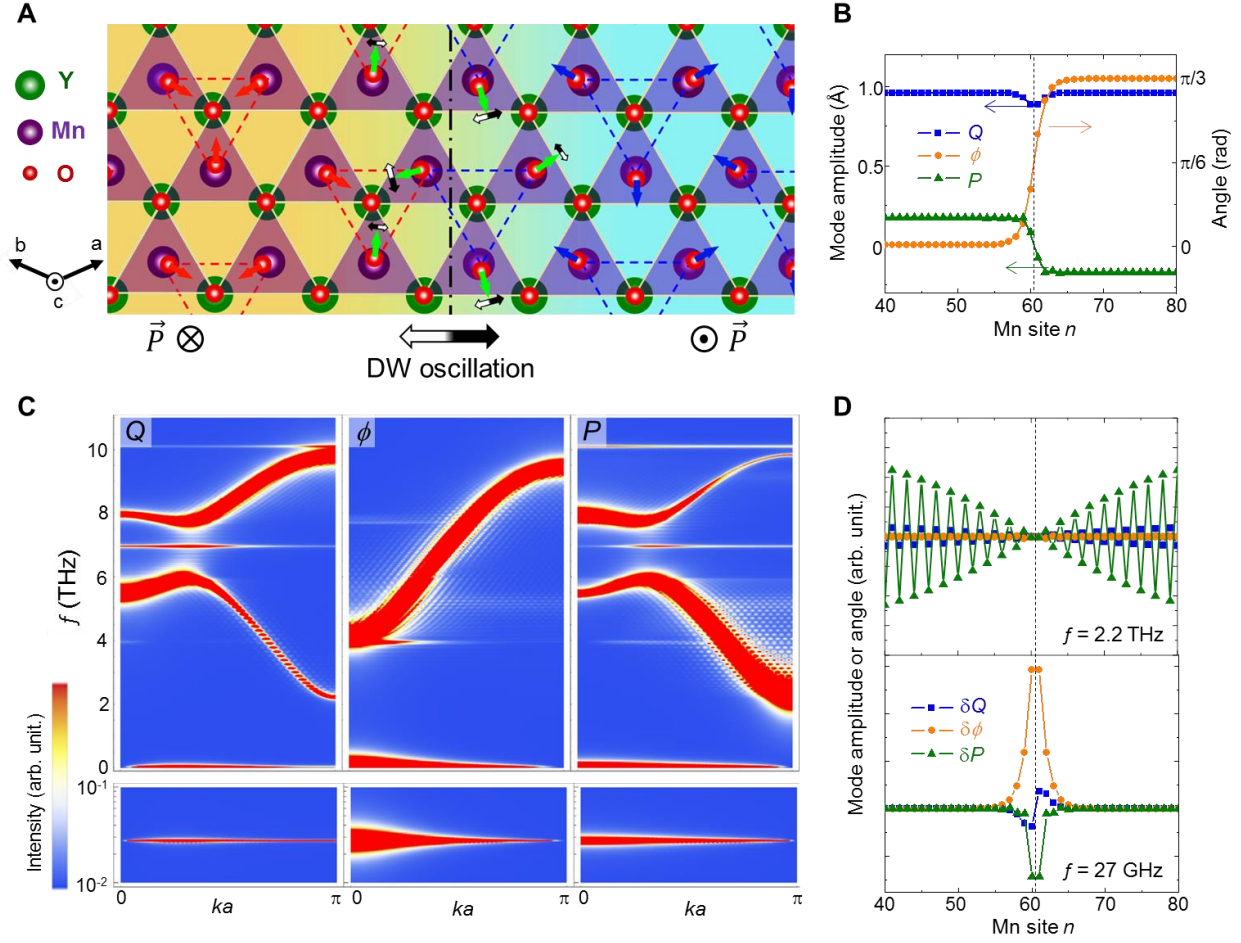 A
Y
Mn
O
b
a
c
P⃗ ⊗
DW oscillation
⊙ P⃗
B
Mode amplitude (Å)
1.0
0.5
0
Q
ϕ
P
π/3
π/6
0
Angle (rad)
40 50 60 70 80
Mn site n
C
Q
ϕ
P
f (THz)
10
8
6
4
2
0
Intensity (arb. unit.)
10⁻¹
10⁻²
0 π 0 π 0 π
ka ka ka
D
Mode amplitude or angle (arb. unit.)
f = 2.2 THz
δQ
δϕ
δP
f = 27 GHz
40 50 60 70 80
Mn site n